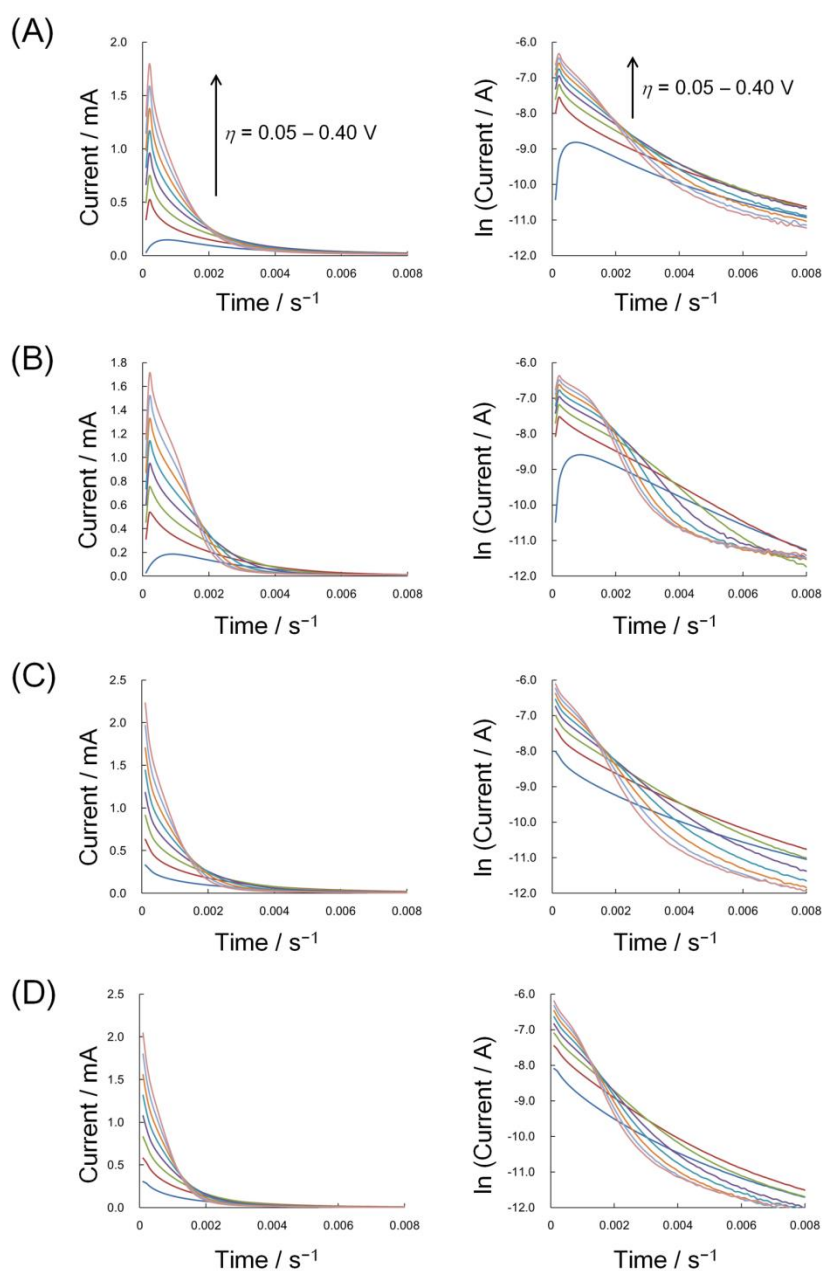 (A)
Current / mA
2.0
1.5
1.0
0.5
0.0
η = 0.05 – 0.40 V
0 0.002 0.004 0.006 0.008
Time / s⁻¹
ln (Current / A)
-5.0
-6.0
-7.0
-8.0
-9.0
-10.0
-11.0
-12.0
η = 0.05 – 0.40 V
0 0.002 0.004 0.006 0.008
Time / s⁻¹
(B)
Current / mA
1.8
1.6
1.4
1.2
1.0
0.8
0.6
0.4
0.2
0.0
0 0.002 0.004 0.006 0.008
Time / s⁻¹
ln (Current / A)
-6.0
-7.0
-8.0
-9.0
-10.0
-11.0
-12.0
0 0.002 0.004 0.006 0.008
Time / s⁻¹
(C)
Current / mA
2.5
2.0
1.5
1.0
0.5
0.0
0 0.002 0.004 0.006 0.008
Time / s⁻¹
ln (Current / A)
-6.0
-7.0
-8.0
-9.0
-10.0
-11.0
-12.0
0 0.002 0.004 0.006 0.008
Time / s⁻¹
(D)
Current / mA
2.5
2.0
1.5
1.0
0.5
0.0
0 0.002 0.004 0.006 0.008
Time / s⁻¹
ln (Current / A)
-6.0
-7.0
-8.0
-9.0
-10.0
-11.0
-12.0
0 0.002 0.004 0.006 0.008
Time / s⁻¹